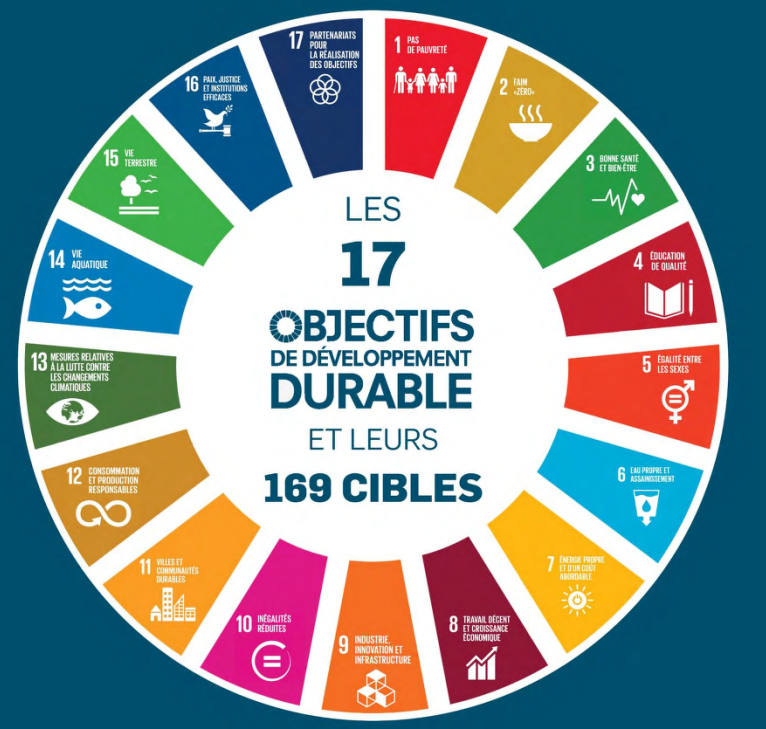 LES
17
OBJECTIFS
DE DÉVELOPPEMENT
DURABLE
ET LEURS
169 CIBLES
1 PAS
DE PAUVRETÉ
2 FAIM
«ZÉRO»
3 BONNE SANTÉ
ET BIEN-ÊTRE
4 ÉDUCATION
DE QUALITÉ
5 ÉGALITÉ ENTRE
LES SEXES
6 EAU PROPRE ET
ASSAINISSEMENT
7 ÉNERGIE PROPRE
ET D'UN COÛT
ABORDABLE
8 TRAVAIL DÉCENT
ET CROISSANCE
ÉCONOMIQUE
9 INDUSTRIE,
INNOVATION ET
INFRASTRUCTURE
10 INÉGALITÉS
RÉDUITES
11 VILLES ET
COMMUNAUTÉS
DURABLES
12 CONSOMMATION
ET PRODUCTION
RESPONSABLES
13 MESURES RELATIVES
À LA LUTTE CONTRE
LES CHANGEMENTS
CLIMATIQUES
14 VIE
AQUATIQUE
15 VIE
TERRESTRE
16 PAIX, JUSTICE
ET INSTITUTIONS
EFFICACES
17 PARTENARIATS
POUR
LA RÉALISATION
DES OBJECTIFS